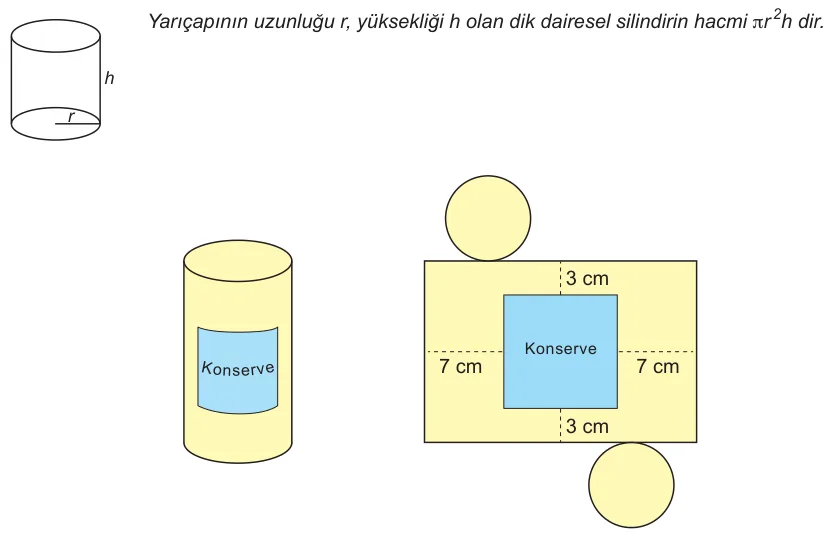 Yarıçapının uzunluğu r, yüksekliği h olan dik dairesel silindirin hacmi πr²h dir.
h
r
3 cm
Konserve
Konserve
7 cm
7 cm
3 cm